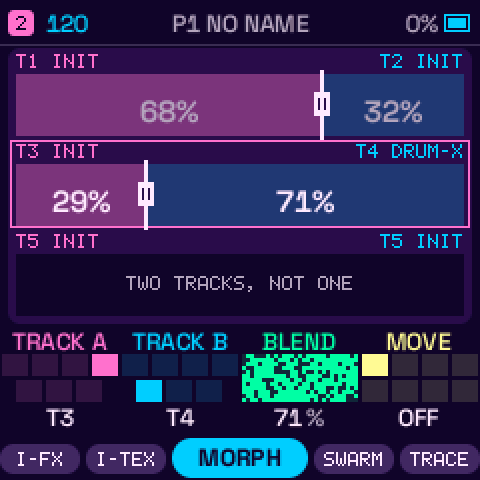 2 120 P1 NO NAME 0%
T1 INIT T2 INIT
68% 32%
T3 INIT T4 DRUM-X
29% 71%
T5 INIT T5 INIT
TWO TRACKS, NOT ONE
TRACK A TRACK B BLEND MOVE
T3 T4 71% OFF
I-FX I-TEX MORPH SWARM TRACE